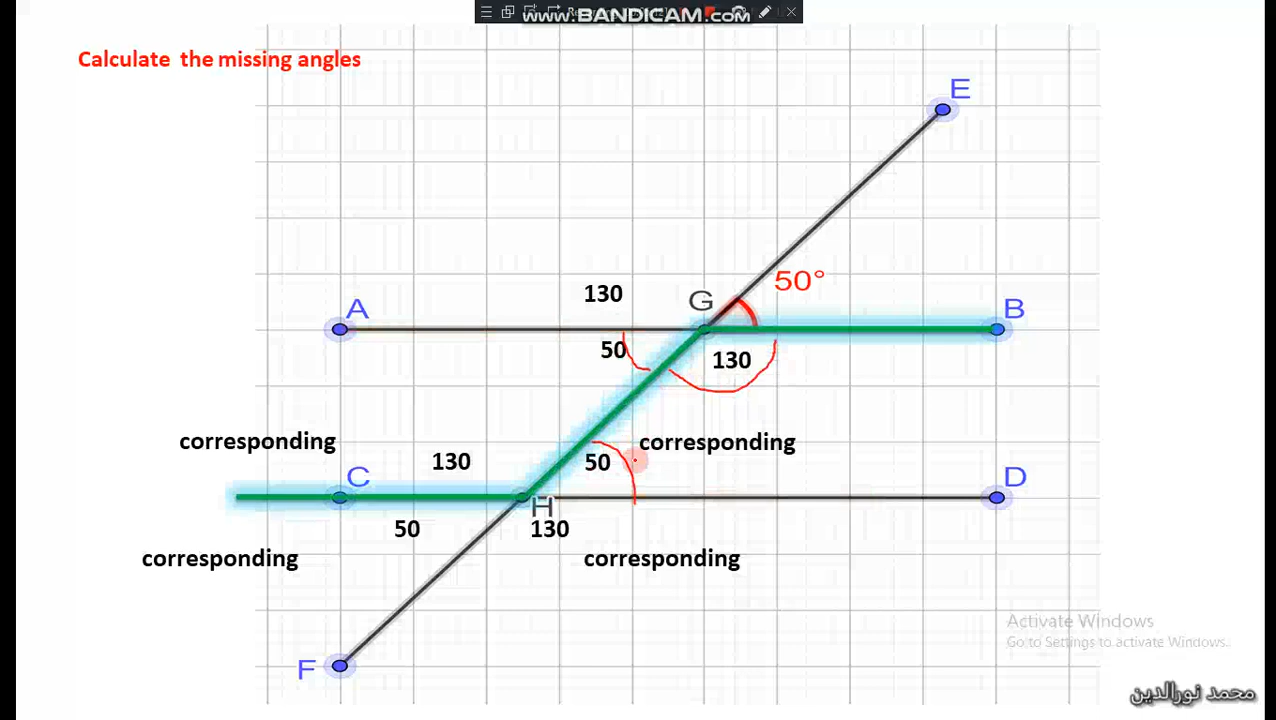 www.BANDICAM.com
Calculate the missing angles
E
50°
130
G
A
B
50
130
corresponding
corresponding
130
50
C
D
H
50
130
corresponding
corresponding
Activate Windows
Go to Settings to activate Windows.
F
محمد نورالدين